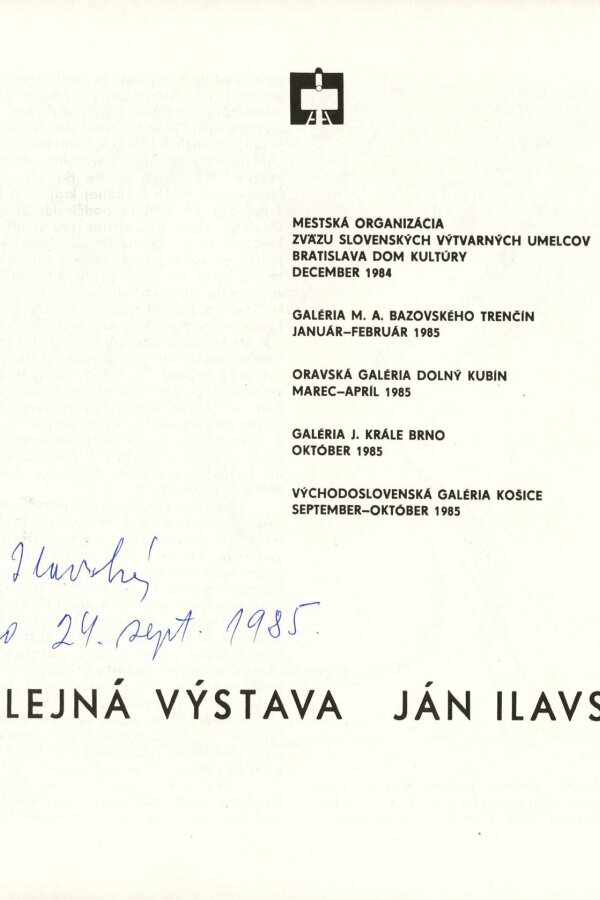 MESTSKÁ ORGANIZÁCIA
ZVÄZU SLOVENSKÝCH VÝTVARNÝCH UMELCOV
BRATISLAVA DOM KULTÚRY
DECEMBER 1984
GALÉRIA M. A. BAZOVSKÉHO TRENČÍN
JANUÁR–FEBRUÁR 1985
ORAVSKÁ GALÉRIA DOLNÝ KUBÍN
MAREC–APRÍL 1985
GALÉRIA J. KRÁLE BRNO
OKTÓBER 1985
VÝCHODOSLOVENSKÁ GALÉRIA KOŠICE
SEPTEMBER–OKTÓBER 1985
Ilavský
o 24. sept. 1985.
LEJNÁ VÝSTAVA JÁN ILAVS